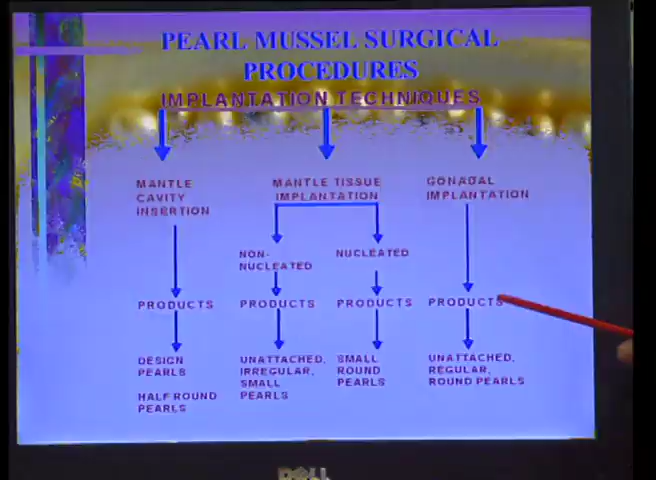 PEARL MUSSEL SURGICAL
PROCEDURES
IMPLANTATION TECHNIQUES
MANTLE
CAVITY
INSERTION
MANTLE TISSUE
IMPLANTATION
GONADAL
IMPLANTATION
NON-
NUCLEATED
NUCLEATED
PRODUCTS
PRODUCTS
PRODUCTS
PRODUCTS
DESIGN
PEARLS
HALF ROUND
PEARLS
UNATTACHED,
IRREGULAR,
SMALL
PEARLS
SMALL
ROUND
PEARLS
UNATTACHED,
REGULAR,
ROUND PEARLS
DELL